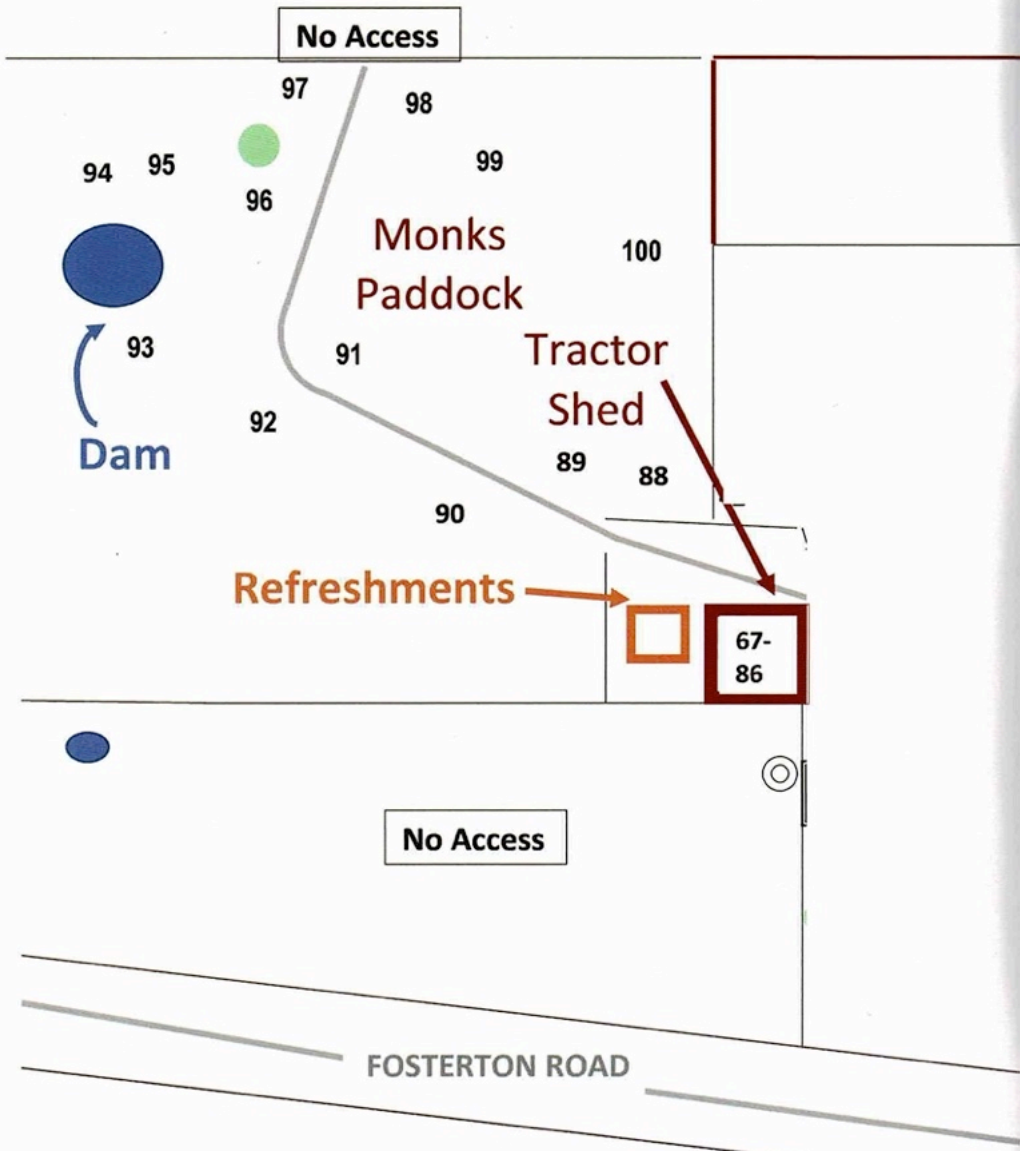 No Access
97
98
99
94 95
96
Monks
Paddock
100
Tractor
Shed
93
91
92
Dam
89 88
90
Refreshments
67-
86
No Access
FOSTERTON ROAD